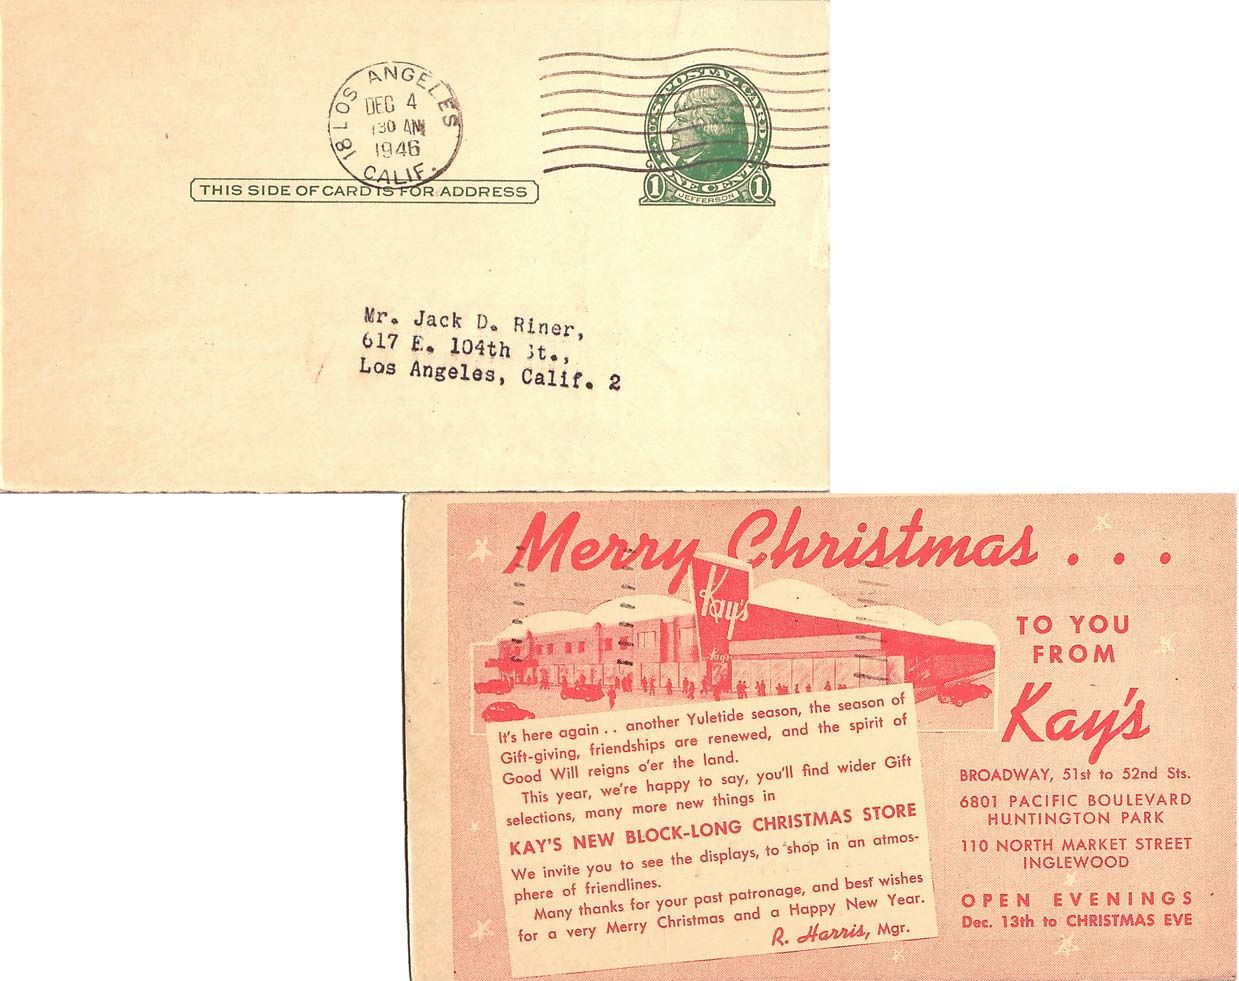 LOS ANGELES
18
CALIF.
DEC 4
130 AM
1946
U.S. POSTAL CARD
ONE CENT
1 1
JEFFERSON
THIS SIDE OF CARD IS FOR ADDRESS
Mr. Jack D. Riner,
617 E. 104th St.,
Los Angeles, Calif. 2
Merry Christmas . . .
Kay's
Kay's
TO YOU
FROM
Kay's
BROADWAY, 51st to 52nd Sts.
6801 PACIFIC BOULEVARD
HUNTINGTON PARK
110 NORTH MARKET STREET
INGLEWOOD
OPEN EVENINGS
Dec. 13th to CHRISTMAS EVE
It's here again . . another Yuletide season, the season of
Gift-giving, friendships are renewed, and the spirit of
Good Will reigns o'er the land.
This year, we're happy to say, you'll find wider Gift
selections, many more new things in
KAY'S NEW BLOCK-LONG CHRISTMAS STORE
We invite you to see the displays, to shop in an atmos-
phere of friendlines.
Many thanks for your past patronage, and best wishes
for a very Merry Christmas and a Happy New Year.
R. Harris, Mgr.